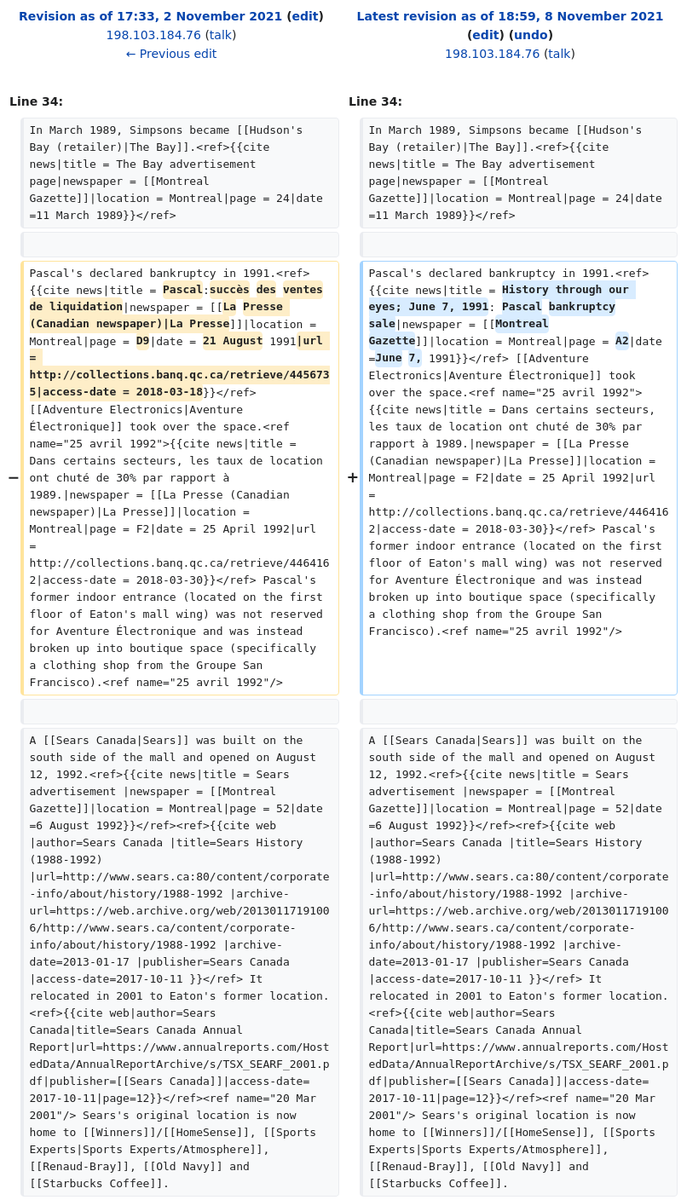 Revision as of 17:33, 2 November 2021 (edit)
198.103.184.76 (talk)
← Previous edit
Latest revision as of 18:59, 8 November 2021
(edit) (undo)
198.103.184.76 (talk)
Line 34:
Line 34:
In March 1989, Simpsons became [[Hudson's
Bay (retailer)|The Bay]].<ref>{{cite
news|title = The Bay advertisement
page|newspaper = [[Montreal
Gazette]]|location = Montreal|page = 24|date
=11 March 1989}}</ref>
In March 1989, Simpsons became [[Hudson's
Bay (retailer)|The Bay]].<ref>{{cite
news|title = The Bay advertisement
page|newspaper = [[Montreal
Gazette]]|location = Montreal|page = 24|date
=11 March 1989}}</ref>
−
Pascal's declared bankruptcy in 1991.<ref>
{{cite news|title = Pascal:succès des ventes
de liquidation|newspaper = [[La Presse
(Canadian newspaper)|La Presse]]|location =
Montreal|page = D9|date = 21 August 1991|url
=
http://collections.banq.qc.ca/retrieve/445673
5|access-date = 2018-03-18}}</ref>
[[Adventure Electronics|Aventure
Électronique]] took over the space.<ref
name="25 avril 1992">{{cite news|title =
Dans certains secteurs, les taux de location
ont chuté de 30% par rapport à
1989.|newspaper = [[La Presse (Canadian
newspaper)|La Presse]]|location =
Montreal|page = F2|date = 25 April 1992|url
=
http://collections.banq.qc.ca/retrieve/446416
2|access-date = 2018-03-30}}</ref> Pascal's
former indoor entrance (located on the first
floor of Eaton's mall wing) was not reserved
for Aventure Électronique and was instead
broken up into boutique space (specifically
a clothing shop from the Groupe San
Francisco).<ref name="25 avril 1992"/>
+
Pascal's declared bankruptcy in 1991.<ref>
{{cite news|title = History through our
eyes; June 7, 1991: Pascal bankruptcy
sale|newspaper = [[Montreal
Gazette]]|location = Montreal|page = A2|date
=June 7, 1991}}</ref> [[Adventure
Electronics|Aventure Électronique]] took
over the space.<ref name="25 avril 1992">
{{cite news|title = Dans certains secteurs,
les taux de location ont chuté de 30% par
rapport à 1989.|newspaper = [[La Presse
(Canadian newspaper)|La Presse]]|location =
Montreal|page = F2|date = 25 April 1992|url
=
http://collections.banq.qc.ca/retrieve/446416
2|access-date = 2018-03-30}}</ref> Pascal's
former indoor entrance (located on the first
floor of Eaton's mall wing) was not reserved
for Aventure Électronique and was instead
broken up into boutique space (specifically
a clothing shop from the Groupe San
Francisco).<ref name="25 avril 1992"/>
A [[Sears Canada|Sears]] was built on the
south side of the mall and opened on August
12, 1992.<ref>{{cite news|title = Sears
advertisement |newspaper = [[Montreal
Gazette]]|location = Montreal|page = 52|date
=6 August 1992}}</ref><ref>{{cite web
|author=Sears Canada |title=Sears History
(1988-1992)
|url=http://www.sears.ca:80/content/corporate
-info/about/history/1988-1992 |archive-
url=https://web.archive.org/web/2013011719100
6/http://www.sears.ca/content/corporate-
info/about/history/1988-1992 |archive-
date=2013-01-17 |publisher=Sears Canada
|access-date=2017-10-11 }}</ref> It
relocated in 2001 to Eaton's former location.
<ref>{{cite web|author=Sears
Canada|title=Sears Canada Annual
Report|url=https://www.annualreports.com/Host
edData/AnnualReportArchive/s/TSX_SEARF_2001.p
df|publisher=[[Sears Canada]]|access-date=
2017-10-11|page=12}}</ref><ref name="20 Mar
2001"/> Sears's original location is now
home to [[Winners]]/[[HomeSense]], [[Sports
Experts|Sports Experts/Atmosphere]],
[[Renaud-Bray]], [[Old Navy]] and
[[Starbucks Coffee]].
A [[Sears Canada|Sears]] was built on the
south side of the mall and opened on August
12, 1992.<ref>{{cite news|title = Sears
advertisement |newspaper = [[Montreal
Gazette]]|location = Montreal|page = 52|date
=6 August 1992}}</ref><ref>{{cite web
|author=Sears Canada |title=Sears History
(1988-1992)
|url=http://www.sears.ca:80/content/corporate
-info/about/history/1988-1992 |archive-
url=https://web.archive.org/web/2013011719100
6/http://www.sears.ca/content/corporate-
info/about/history/1988-1992 |archive-
date=2013-01-17 |publisher=Sears Canada
|access-date=2017-10-11 }}</ref> It
relocated in 2001 to Eaton's former location.
<ref>{{cite web|author=Sears
Canada|title=Sears Canada Annual
Report|url=https://www.annualreports.com/Host
edData/AnnualReportArchive/s/TSX_SEARF_2001.p
df|publisher=[[Sears Canada]]|access-date=
2017-10-11|page=12}}</ref><ref name="20 Mar
2001"/> Sears's original location is now
home to [[Winners]]/[[HomeSense]], [[Sports
Experts|Sports Experts/Atmosphere]],
[[Renaud-Bray]], [[Old Navy]] and
[[Starbucks Coffee]].